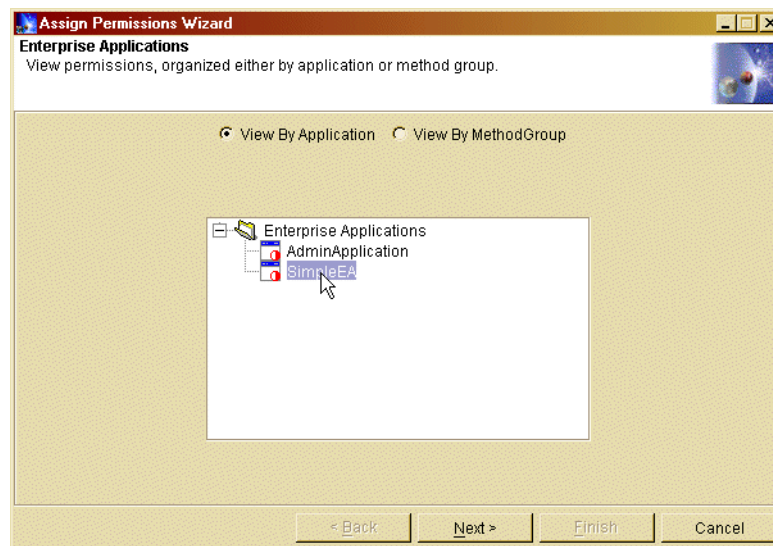 Assign Permissions Wizard
Enterprise Applications
View permissions, organized either by application or method group.
View By Application View By MethodGroup
Enterprise Applications
AdminApplication
SimpleEA
< Back Next > Finish Cancel